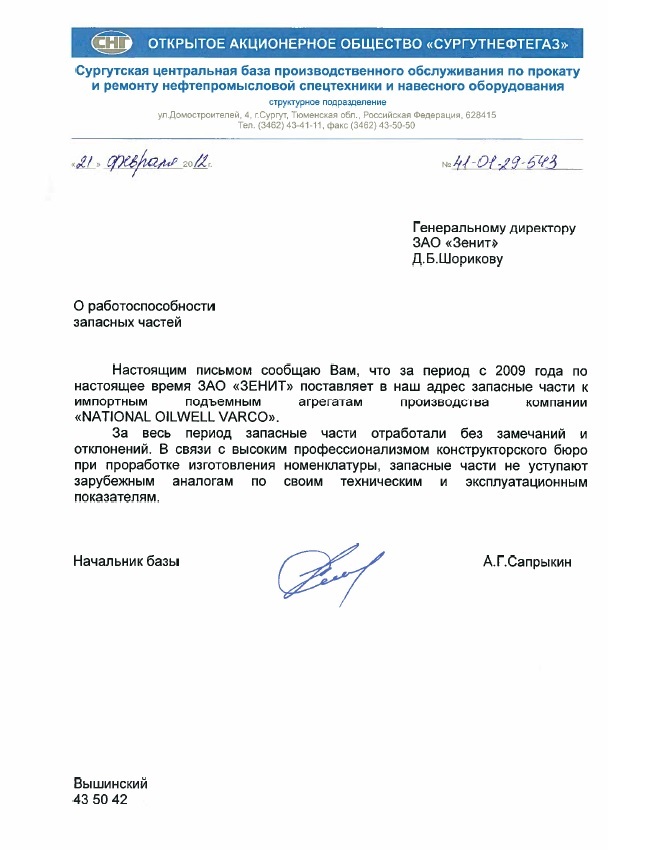 СНГ ОТКРЫТОЕ АКЦИОНЕРНОЕ ОБЩЕСТВО «СУРГУТНЕФТЕГАЗ»
Сургутская центральная база производственного обслуживания по прокату
и ремонту нефтепромысловой спецтехники и навесного оборудования
структурное подразделение
ул.Домостроителей, 4, г.Сургут, Тюменская обл., Российская Федерация, 628415
Тел. (3462) 43-41-11, факс (3462) 43-50-50
«21» февраля 2012г. № 41-01-29-543
Генеральному директору
ЗАО «Зенит»
Д.Б.Шорикову
О работоспособности
запасных частей
Настоящим письмом сообщаю Вам, что за период с 2009 года по
настоящее время ЗАО «ЗЕНИТ» поставляет в наш адрес запасные части к
импортным подъемным агрегатам производства компании
«NATIONAL OILWELL VARCO».
За весь период запасные части отработали без замечаний и
отклонений. В связи с высоким профессионализмом конструкторского бюро
при проработке изготовления номенклатуры, запасные части не уступают
зарубежным аналогам по своим техническим и эксплуатационным
показателям.
Начальник базы А.Г.Сапрыкин
Вышинский
43 50 42